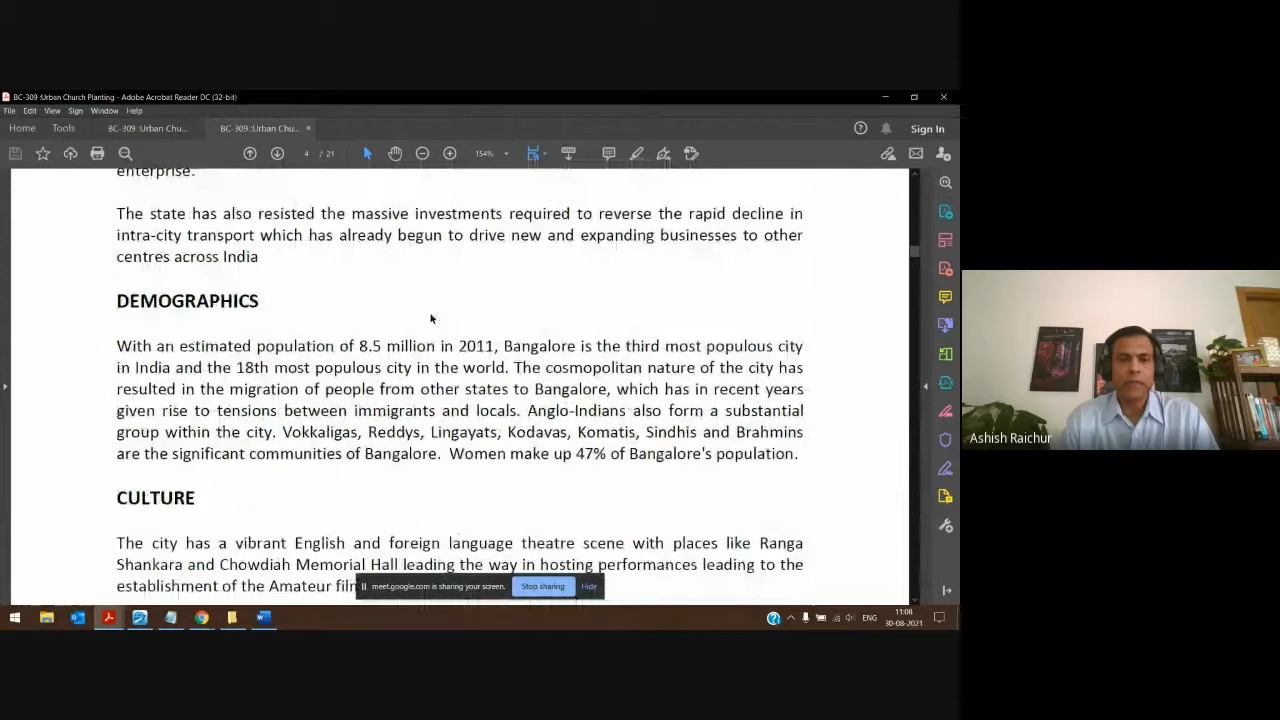 BC-309 :Urban Church Planting - Adobe Acrobat Reader DC (32-bit)
File Edit View Sign Window Help
Home Tools BC-309 :Urban Chu... BC-309 :Urban Chu... × Sign In
4 / 21 154%
enterprise.
The state has also resisted the massive investments required to reverse the rapid decline in
intra-city transport which has already begun to drive new and expanding businesses to other
centres across India
DEMOGRAPHICS
With an estimated population of 8.5 million in 2011, Bangalore is the third most populous city
in India and the 18th most populous city in the world. The cosmopolitan nature of the city has
resulted in the migration of people from other states to Bangalore, which has in recent years
given rise to tensions between immigrants and locals. Anglo-Indians also form a substantial
group within the city. Vokkaligas, Reddys, Lingayats, Kodavas, Komatis, Sindhis and Brahmins
are the significant communities of Bangalore. Women make up 47% of Bangalore's population.
CULTURE
The city has a vibrant English and foreign language theatre scene with places like Ranga
Shankara and Chowdiah Memorial Hall leading the way in hosting performances leading to the
establishment of the Amateur film
meet.google.com is sharing your screen. Stop sharing Hide
ENG
11:08
30-08-2021
Ashish Raichur